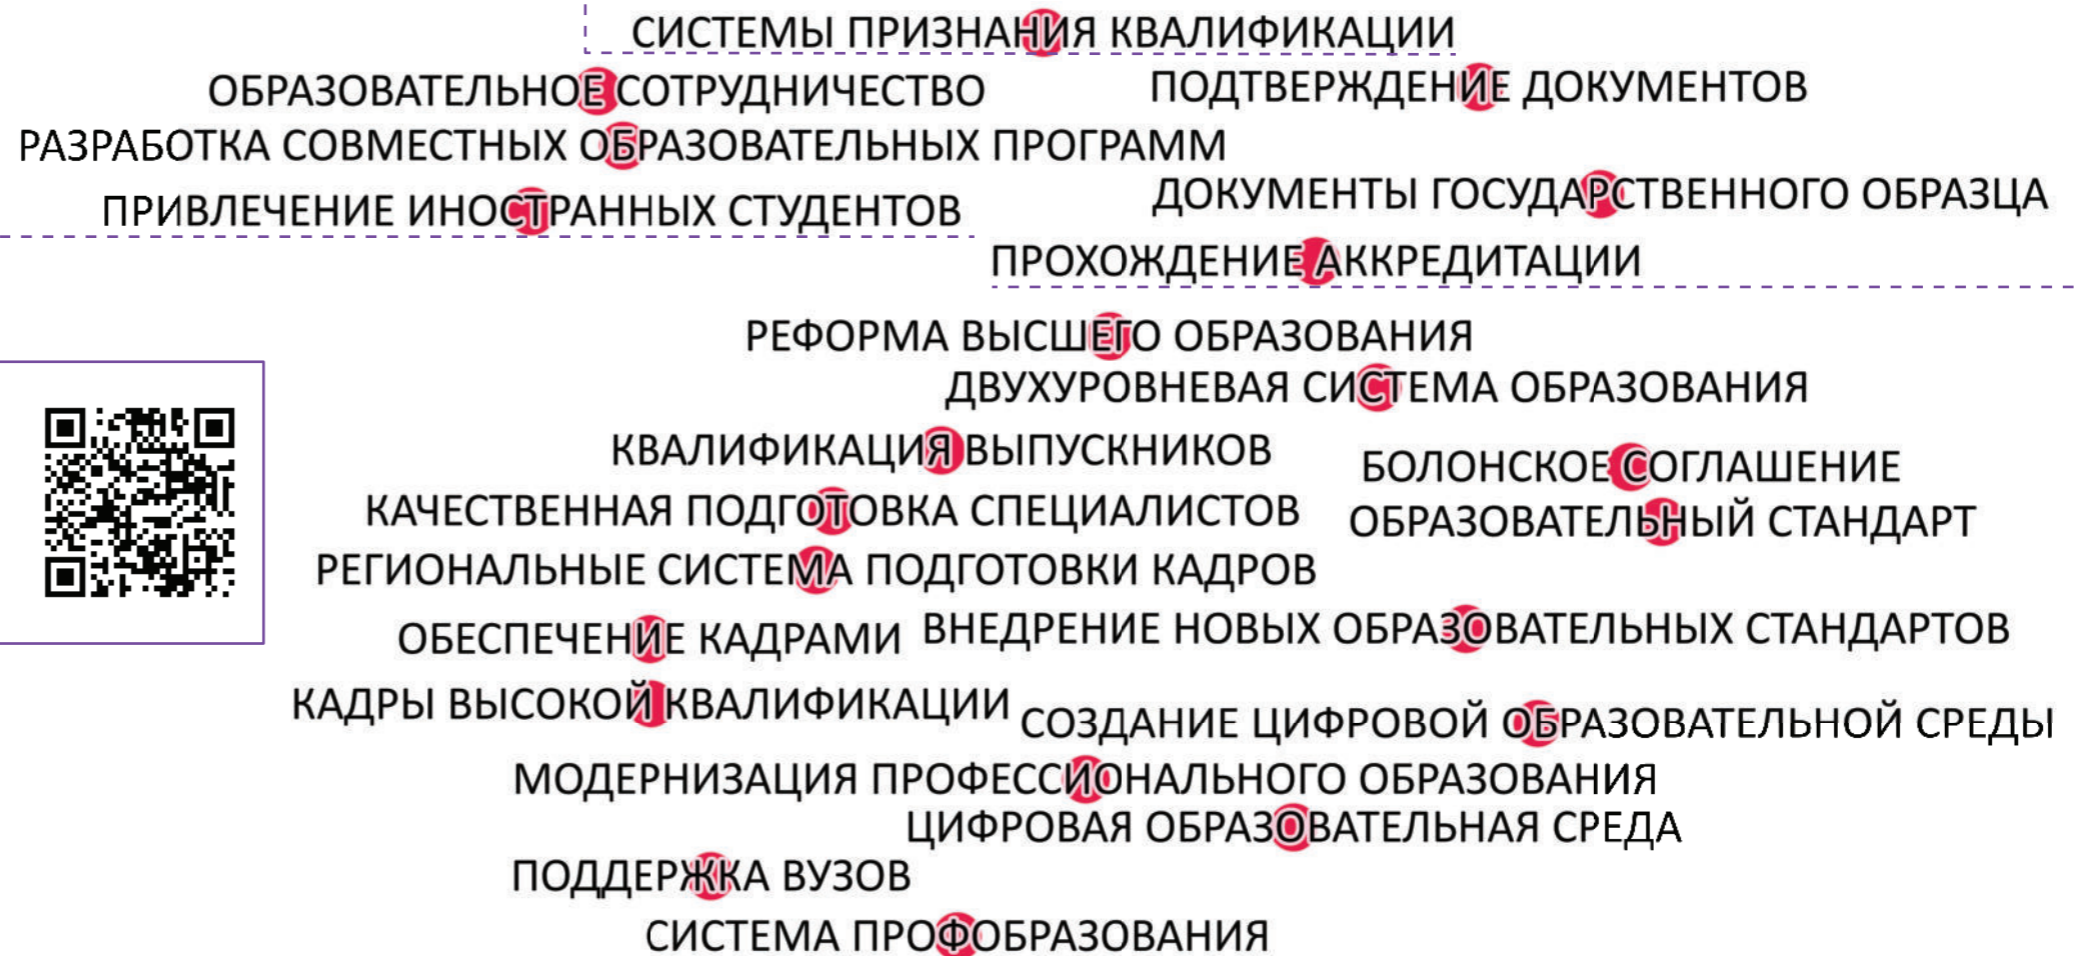 СИСТЕМЫ ПРИЗНАНИЯ КВАЛИФИКАЦИИ
ОБРАЗОВАТЕЛЬНОЕ СОТРУДНИЧЕСТВО
ПОДТВЕРЖДЕНИЕ ДОКУМЕНТОВ
РАЗРАБОТКА СОВМЕСТНЫХ ОБРАЗОВАТЕЛЬНЫХ ПРОГРАММ
ПРИВЛЕЧЕНИЕ ИНОСТРАННЫХ СТУДЕНТОВ
ДОКУМЕНТЫ ГОСУДАРСТВЕННОГО ОБРАЗЦА
ПРОХОЖДЕНИЕ АККРЕДИТАЦИИ
РЕФОРМА ВЫСШЕГО ОБРАЗОВАНИЯ
ДВУХУРОВНЕВАЯ СИСТЕМА ОБРАЗОВАНИЯ
КВАЛИФИКАЦИЯ ВЫПУСКНИКОВ
БОЛОНСКОЕ СОГЛАШЕНИЕ
КАЧЕСТВЕННАЯ ПОДГОТОВКА СПЕЦИАЛИСТОВ
ОБРАЗОВАТЕЛЬНЫЙ СТАНДАРТ
РЕГИОНАЛЬНЫЕ СИСТЕМА ПОДГОТОВКИ КАДРОВ
ОБЕСПЕЧЕНИЕ КАДРАМИ
ВНЕДРЕНИЕ НОВЫХ ОБРАЗОВАТЕЛЬНЫХ СТАНДАРТОВ
КАДРЫ ВЫСОКОЙ КВАЛИФИКАЦИИ
СОЗДАНИЕ ЦИФРОВОЙ ОБРАЗОВАТЕЛЬНОЙ СРЕДЫ
МОДЕРНИЗАЦИЯ ПРОФЕССИОНАЛЬНОГО ОБРАЗОВАНИЯ
ЦИФРОВАЯ ОБРАЗОВАТЕЛЬНАЯ СРЕДА
ПОДДЕРЖКА ВУЗОВ
СИСТЕМА ПРОФОБРАЗОВАНИЯ